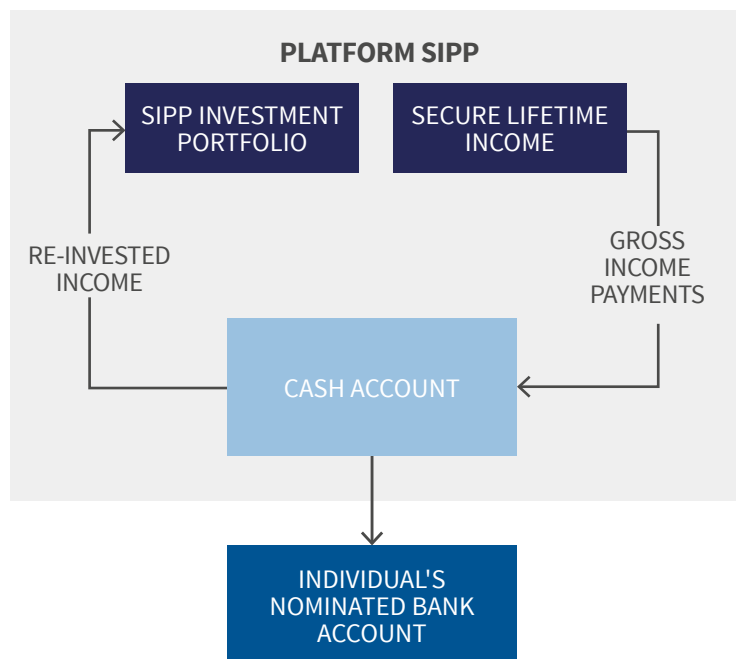 PLATFORM SIPP
SIPP INVESTMENT
PORTFOLIO
SECURE LIFETIME
INCOME
RE-INVESTED
INCOME
GROSS
INCOME
PAYMENTS
CASH ACCOUNT
INDIVIDUAL'S
NOMINATED BANK
ACCOUNT